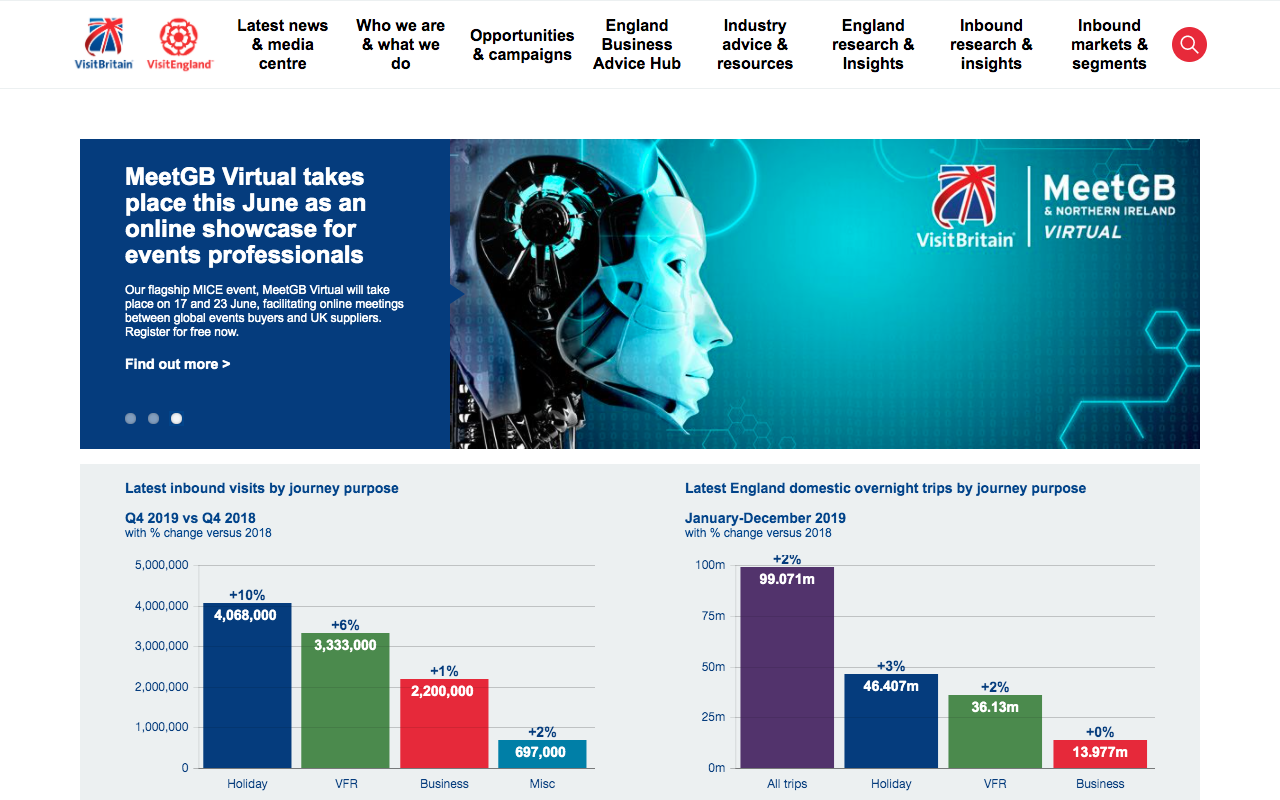 VisitBritain
VisitEngland
Latest news
& media
centre
Who we are
& what we
do
Opportunities
& campaigns
England
Business
Advice Hub
Industry
advice &
resources
England
research &
Insights
Inbound
research &
insights
Inbound
markets &
segments
MeetGB Virtual takes
place this June as an
online showcase for
events professionals
Our flagship MICE event, MeetGB Virtual will take
place on 17 and 23 June, facilitating online meetings
between global events buyers and UK suppliers.
Register for free now.
Find out more >
VisitBritain
MeetGB
& NORTHERN IRELAND
VIRTUAL
Latest inbound visits by journey purpose
Q4 2019 vs Q4 2018
with % change versus 2018
5,000,000
4,000,000
3,000,000
2,000,000
1,000,000
0
+10%
4,068,000
+6%
3,333,000
+1%
2,200,000
+2%
697,000
Holiday
VFR
Business
Misc
Latest England domestic overnight trips by journey purpose
January-December 2019
with % change versus 2018
100m
75m
50m
25m
0m
+2%
99.071m
+3%
46.407m
+2%
36.13m
+0%
13.977m
All trips
Holiday
VFR
Business